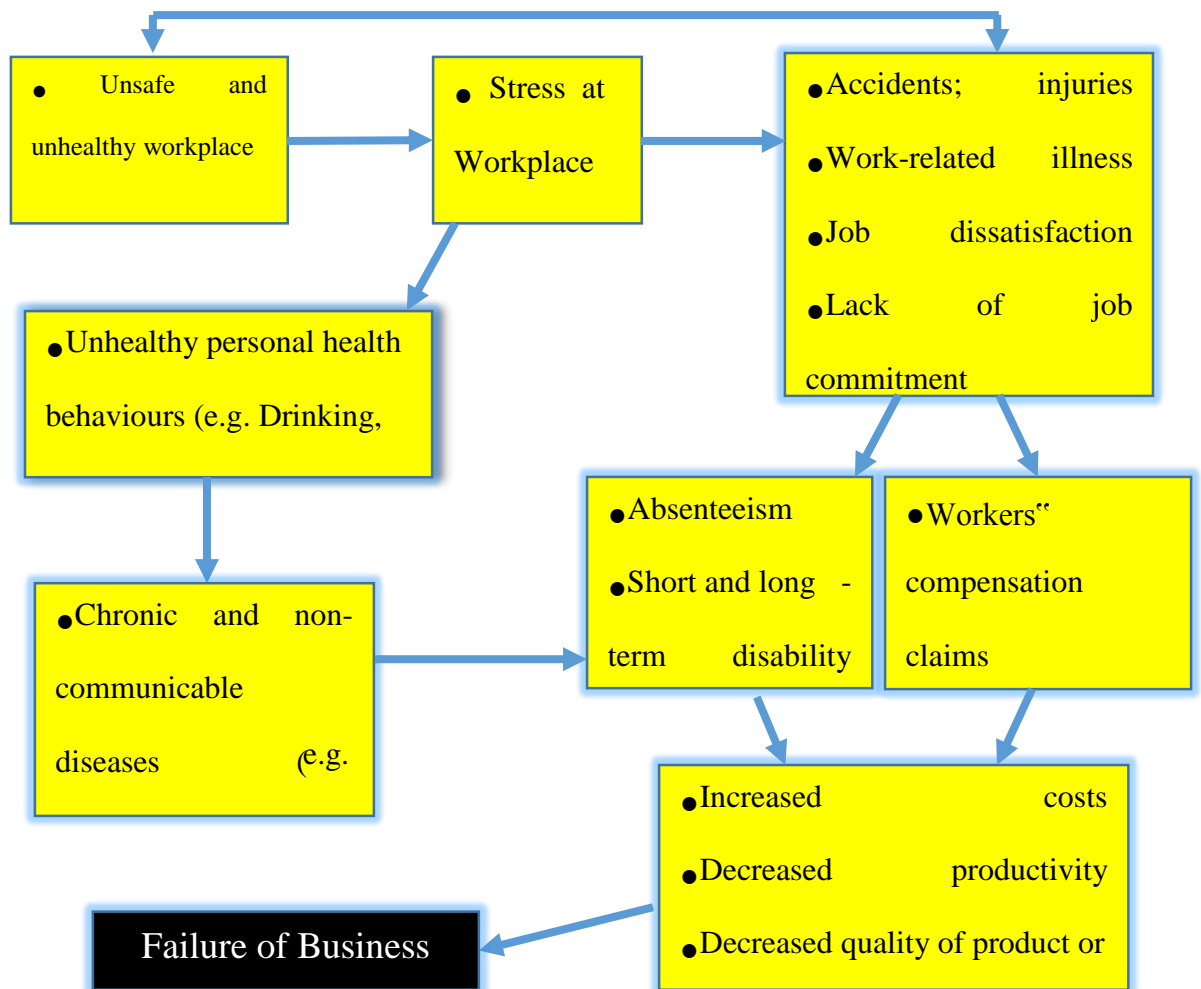 ● Unsafe and
unhealthy workplace
● Stress at
Workplace
●Accidents; injuries
●Work-related illness
●Job dissatisfaction
●Lack of job
commitment
●Unhealthy personal health
behaviours (e.g. Drinking,
●Absenteeism
●Short and long -
term disability
●Workers‟
compensation
claims
●Chronic and non-
communicable
diseases (e.g.
●Increased costs
●Decreased productivity
●Decreased quality of product or
Failure of Business